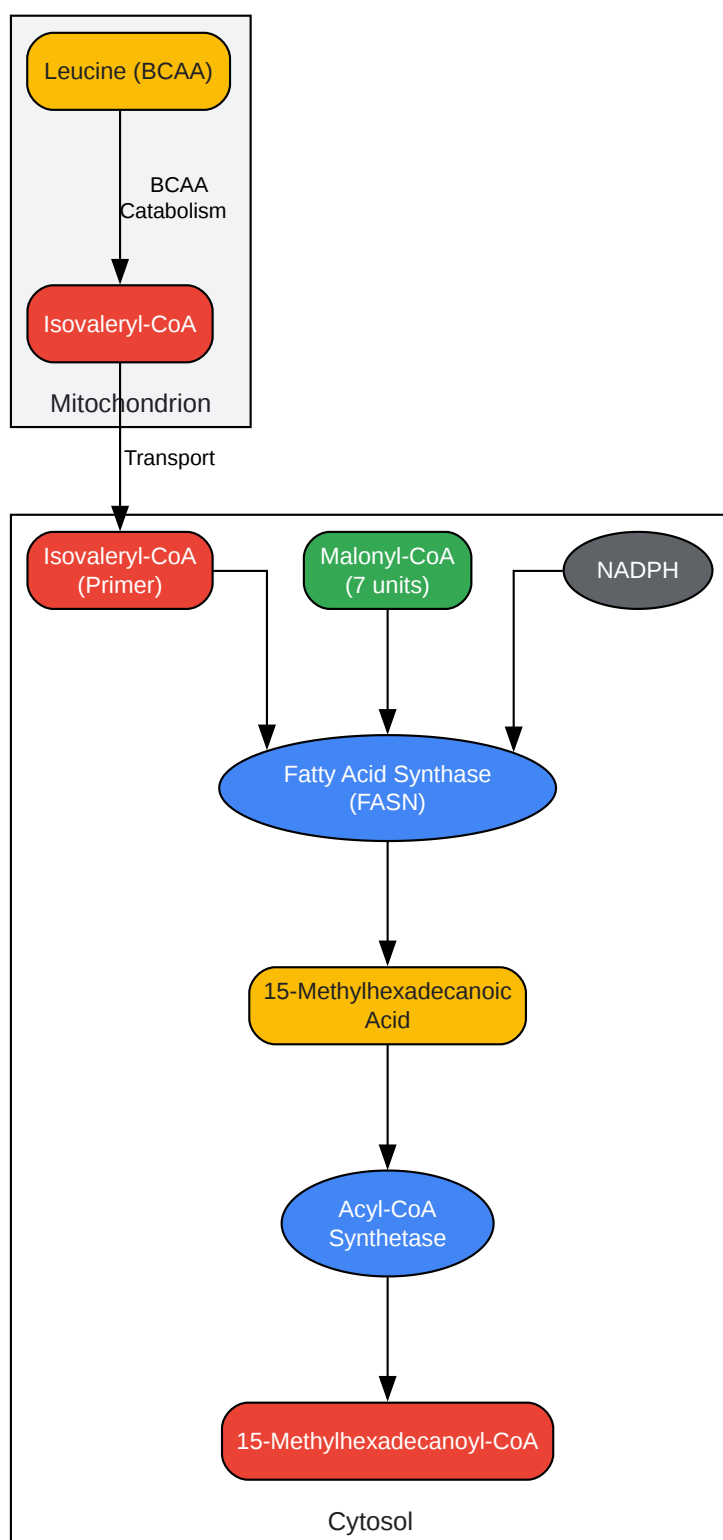 Leucine (BCAA)
BCAA
Catabolism
Isovaleryl-CoA
Mitochondrion
Transport
Isovaleryl-CoA
(Primer)
Malonyl-CoA
(7 units)
NADPH
Fatty Acid Synthase
(FASN)
15-Methylhexadecanoic
Acid
Acyl-CoA
Synthetase
15-Methylhexadecanoyl-CoA
Cytosol